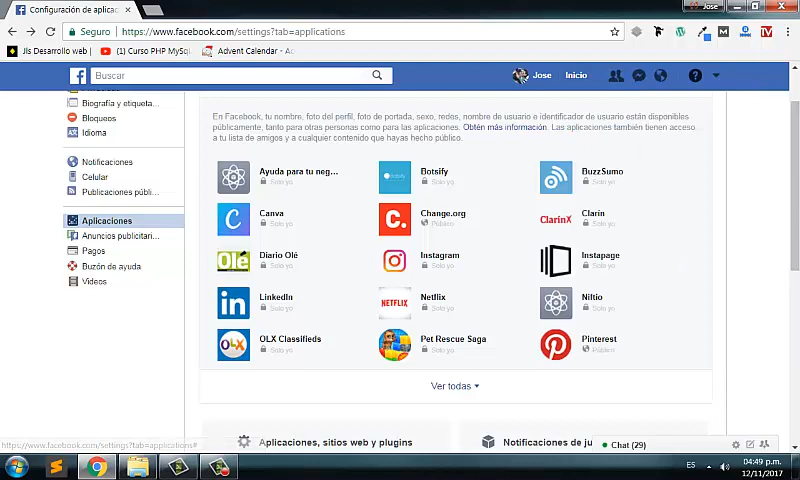 Configuración de aplicac
Jose
Seguro
https://www.facebook.com/settings?tab=applications
Jls Desarrollo web |
(1) Curso PHP MySql
Advent Calendar - Ac
Buscar
Jose
Inicio
Biografía y etiqueta...
Bloqueos
Idioma
Notificaciones
Celular
Publicaciones públi...
Aplicaciones
Anuncios publicitari...
Pagos
Buzón de ayuda
Videos
En Facebook, tu nombre, foto del perfil, foto de portada, sexo, redes, nombre de usuario e identificador de usuario están disponibles
públicamente, tanto para otras personas como para las aplicaciones. Obtén más información. Las aplicaciones también tienen acceso
a tu lista de amigos y a cualquier contenido que hayas hecho público.
Ayuda para tu neg...
Solo yo
Botsify
Botsify
Solo yo
BuzzSumo
Solo yo
Canva
Solo yo
Change.org
Público
ClarínX
Clarín
Solo yo
Olé
Diario Olé
Solo yo
Instagram
Solo yo
Instapage
Solo yo
in
LinkedIn
Solo yo
NETFLIX
Netflix
Solo yo
Niltio
Solo yo
OLX
OLX Classifieds
Solo yo
Pet Rescue Saga
Solo yo
Pinterest
Público
Ver todas
Aplicaciones, sitios web y plugins
Notificaciones de ju
Chat (29)
https://www.facebook.com/settings?tab=applications#
ES
04:49 p.m.
12/11/2017